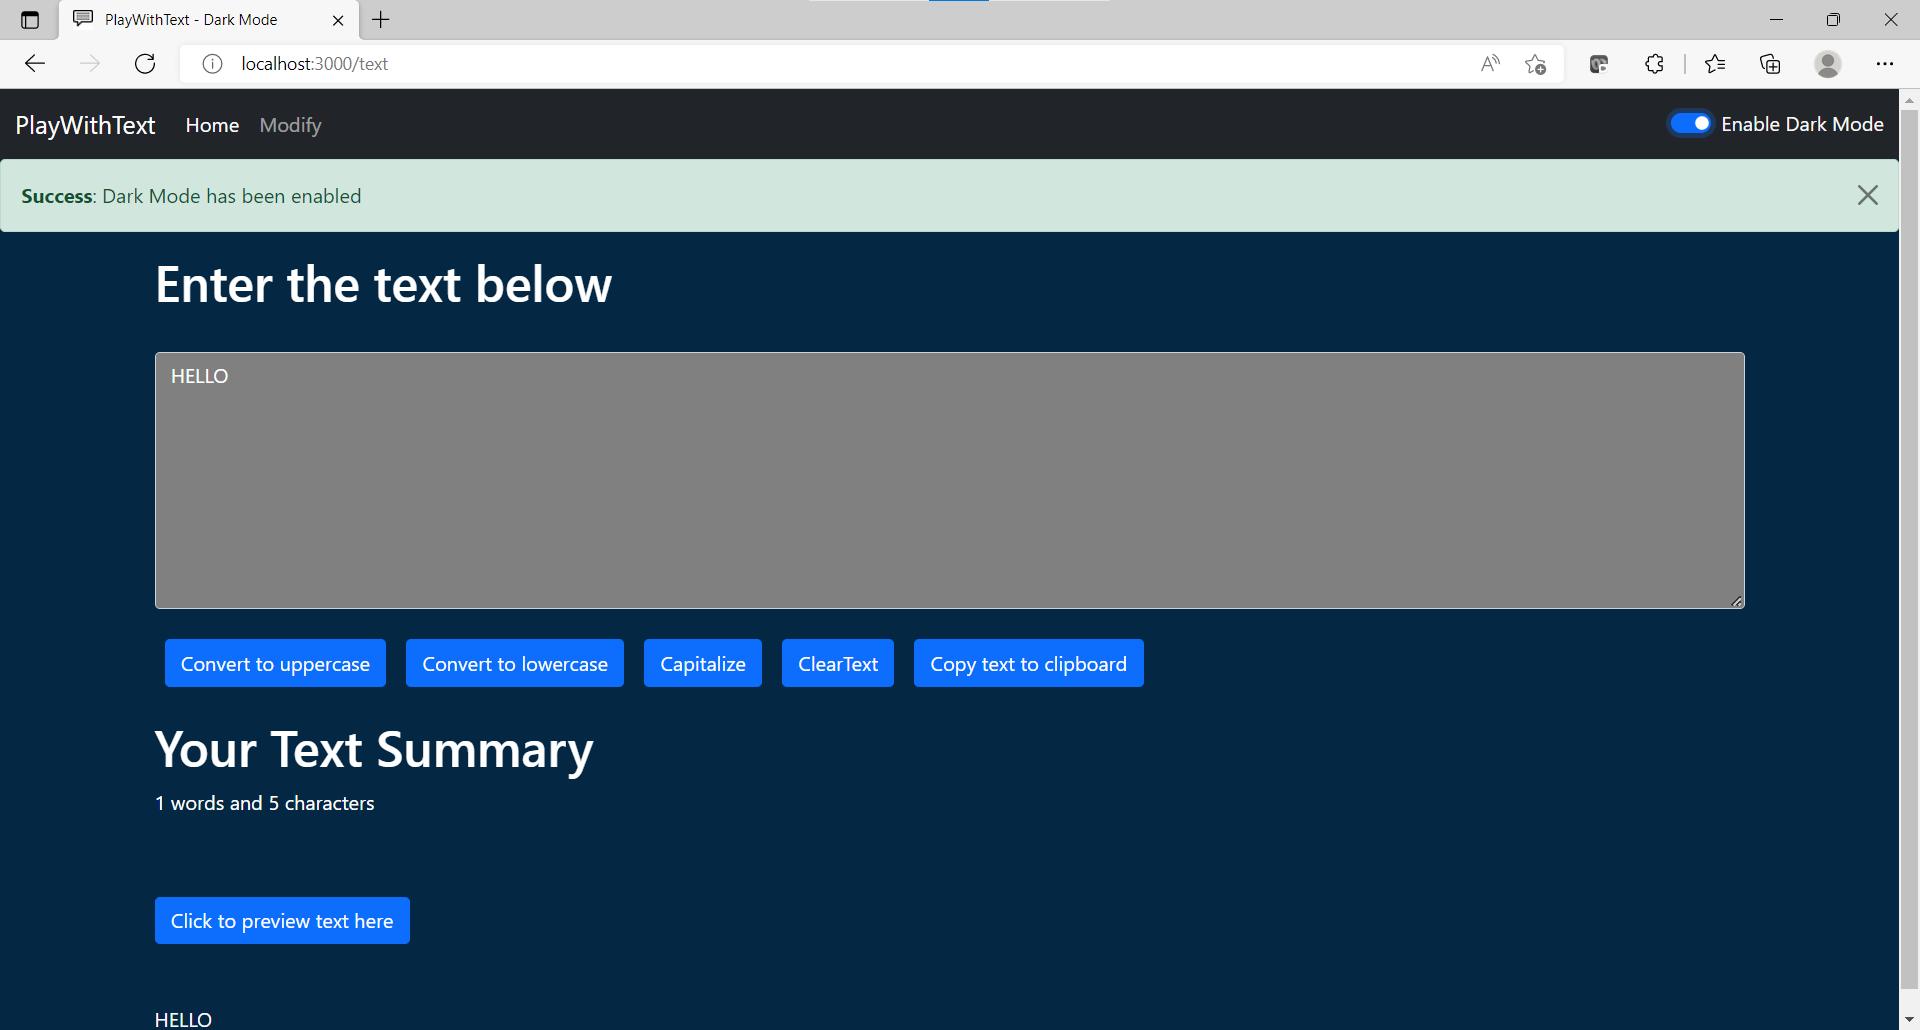 PlayWithText - Dark Mode
localhost:3000/text
PlayWithText Home Modify Enable Dark Mode
Success: Dark Mode has been enabled
Enter the text below
HELLO
Convert to uppercase Convert to lowercase Capitalize ClearText Copy text to clipboard
Your Text Summary
1 words and 5 characters
Click to preview text here
HELLO